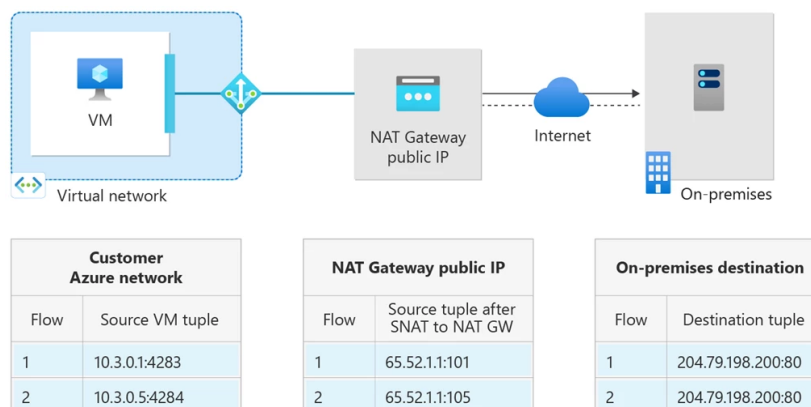 VM
NAT Gateway
public IP
Internet
Virtual network
On-premises
Customer
Azure network
Flow Source VM tuple
1 10.3.0.1:4283
2 10.3.0.5:4284
NAT Gateway public IP
Flow Source tuple after
SNAT to NAT GW
1 65.52.1.1:101
2 65.52.1.1:105
On-premises destination
Flow Destination tuple
1 204.79.198.200:80
2 204.79.198.200:80